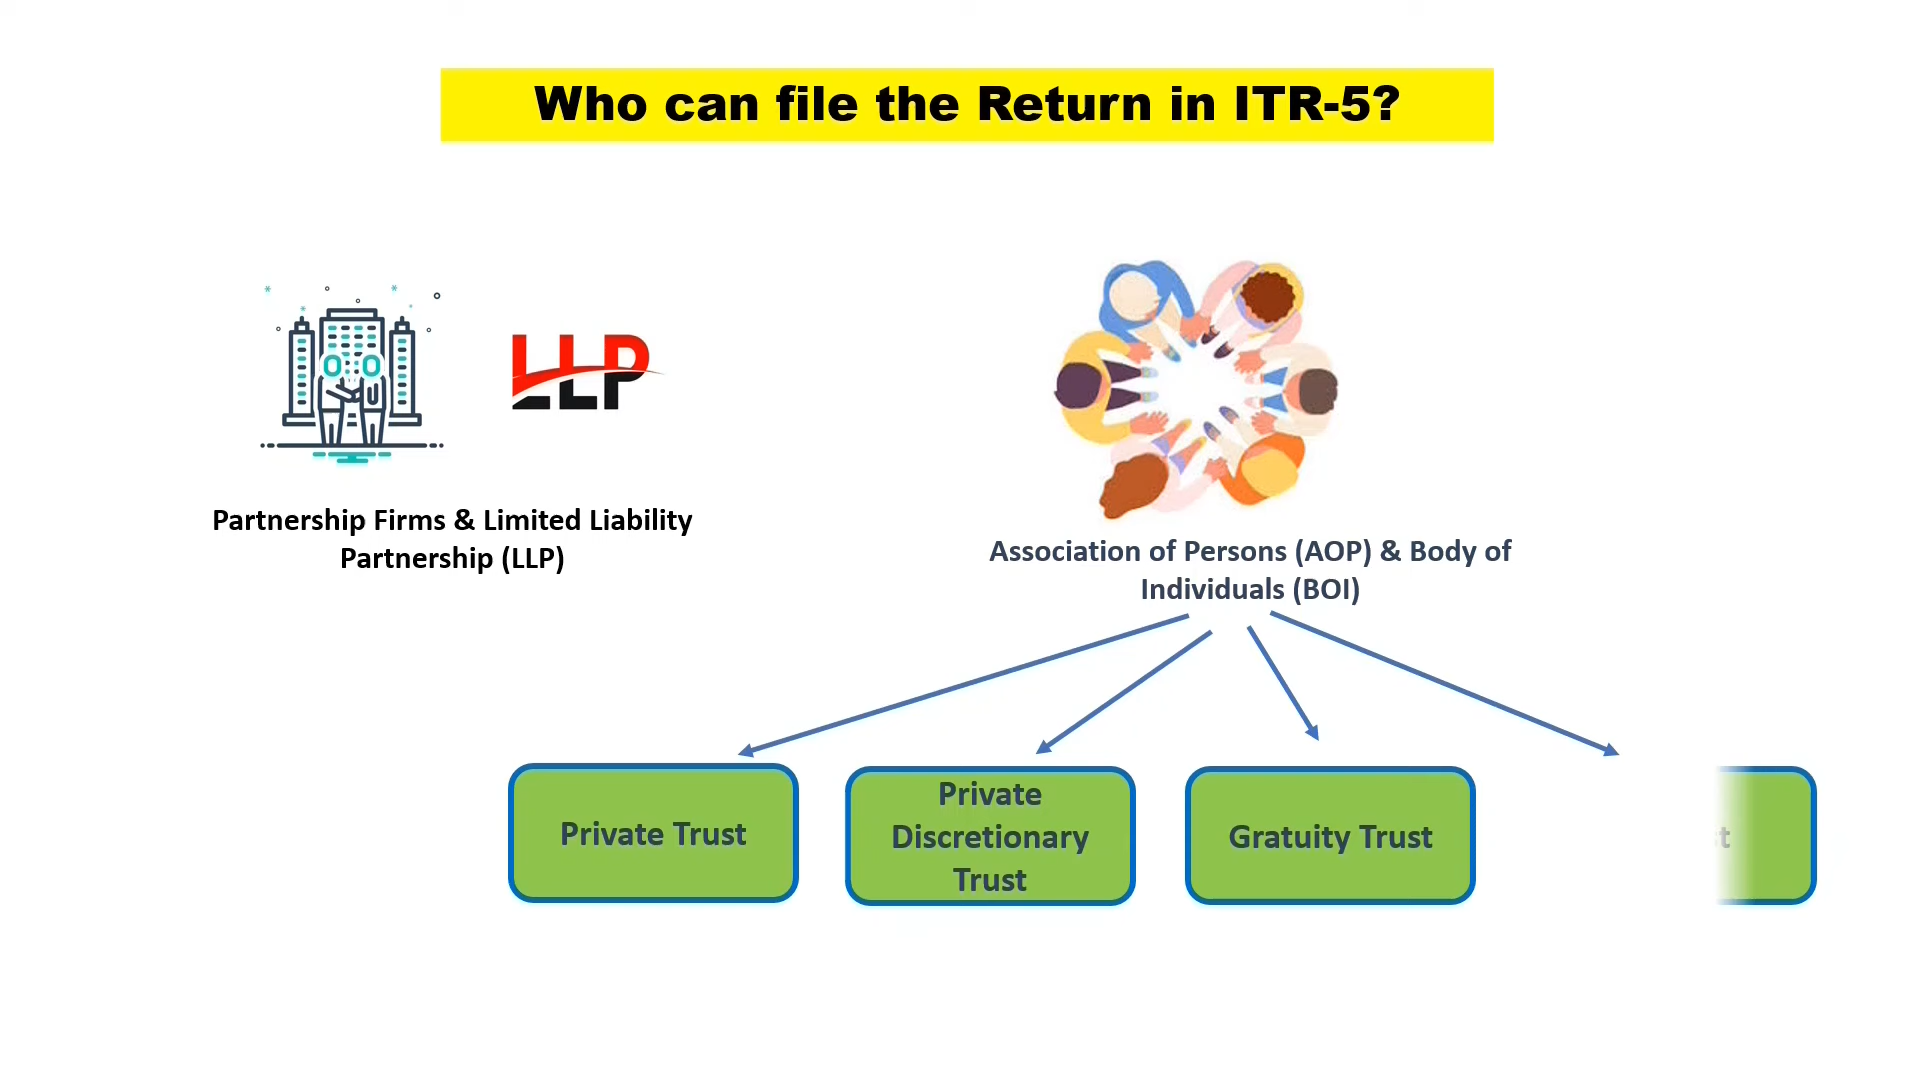 Who can file the Return in ITR-5?
LLP
Partnership Firms & Limited Liability
Partnership (LLP)
Association of Persons (AOP) & Body of
Individuals (BOI)
Private Trust
Private
Discretionary
Trust
Gratuity Trust